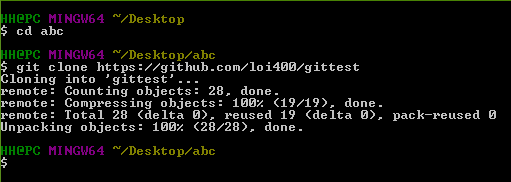 HH@PC MINGW64 ~/Desktop
$ cd abc
HH@PC MINGW64 ~/Desktop/abc
$ git clone https://github.com/loi400/gittest
Cloning into 'gittest'...
remote: Counting objects: 28, done.
remote: Compressing objects: 100% (19/19), done.
remote: Total 28 (delta 0), reused 19 (delta 0), pack-reused 0
Unpacking objects: 100% (28/28), done.
HH@PC MINGW64 ~/Desktop/abc
$